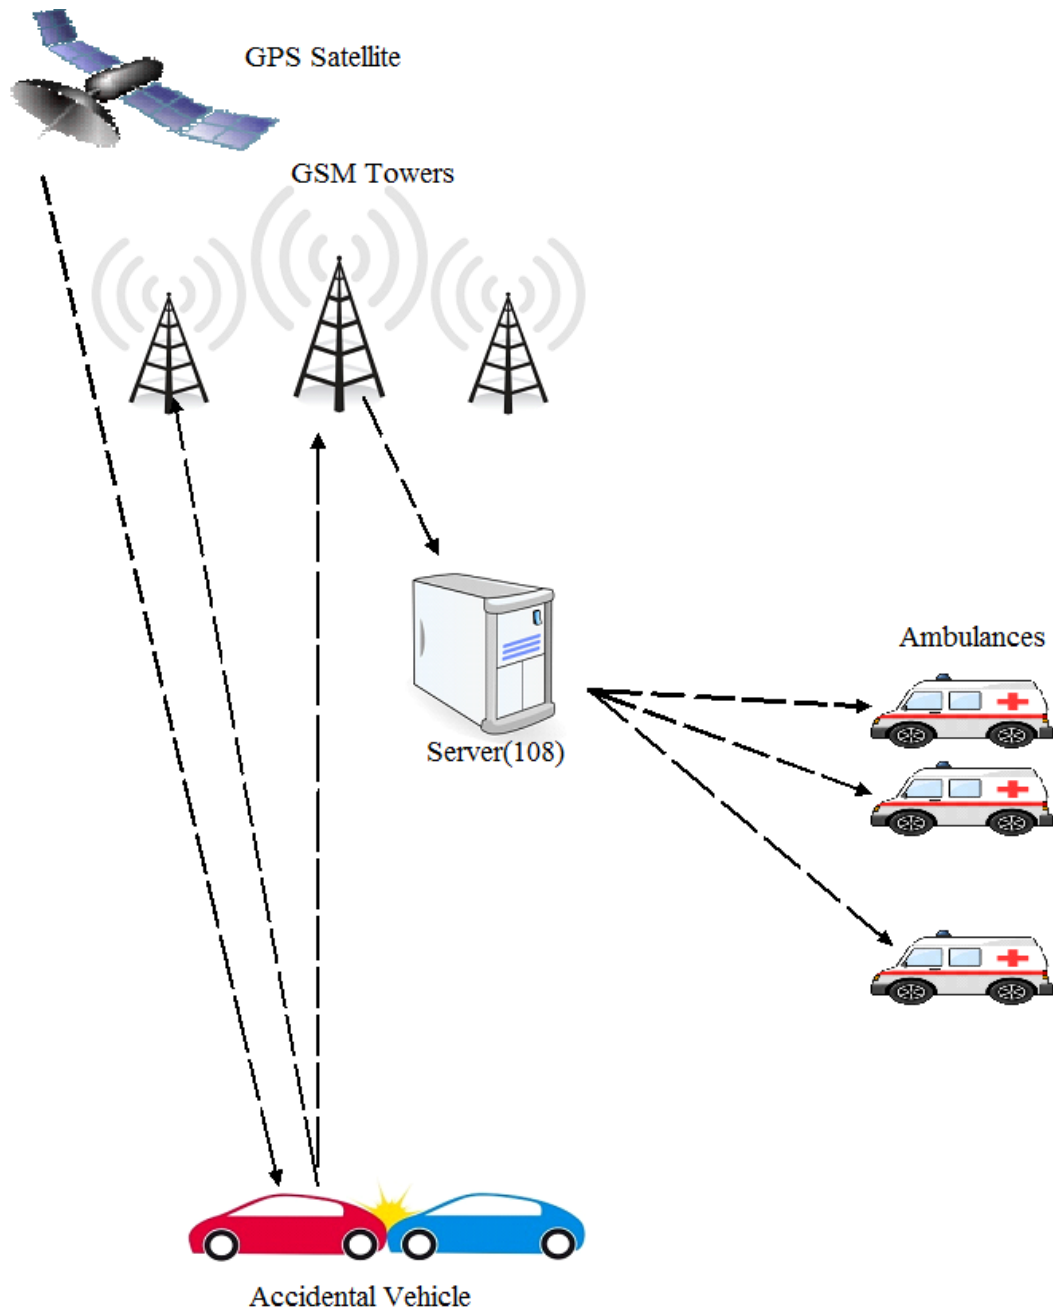 GPS Satellite
GSM Towers
Server(108)
Ambulances
Accidental Vehicle